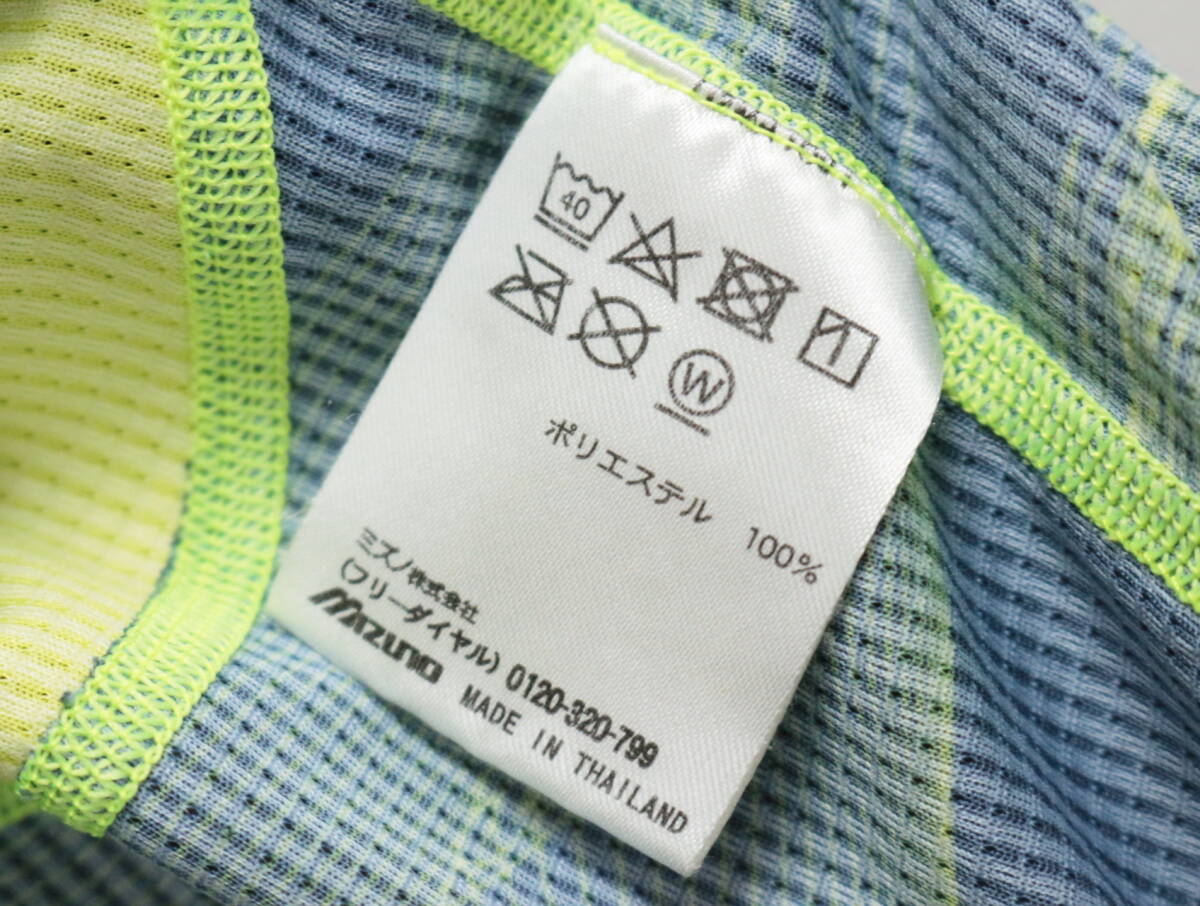 40
W
ポリエステル 100%
ミズノ株式会社
(フリーダイヤル) 0120-320-799
MIZUNO MADE IN THAILAND